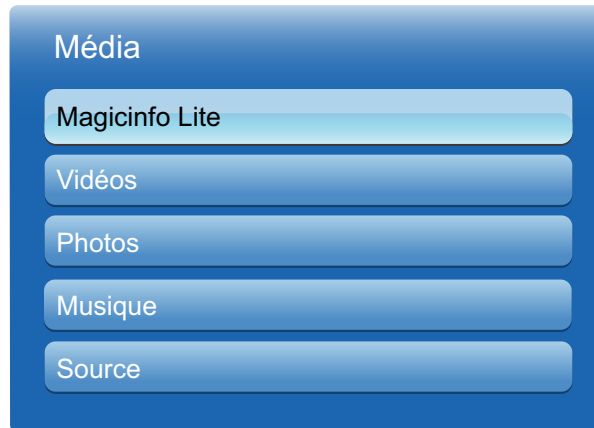 Média
Magicinfo Lite
Vidéos
Photos
Musique
Source